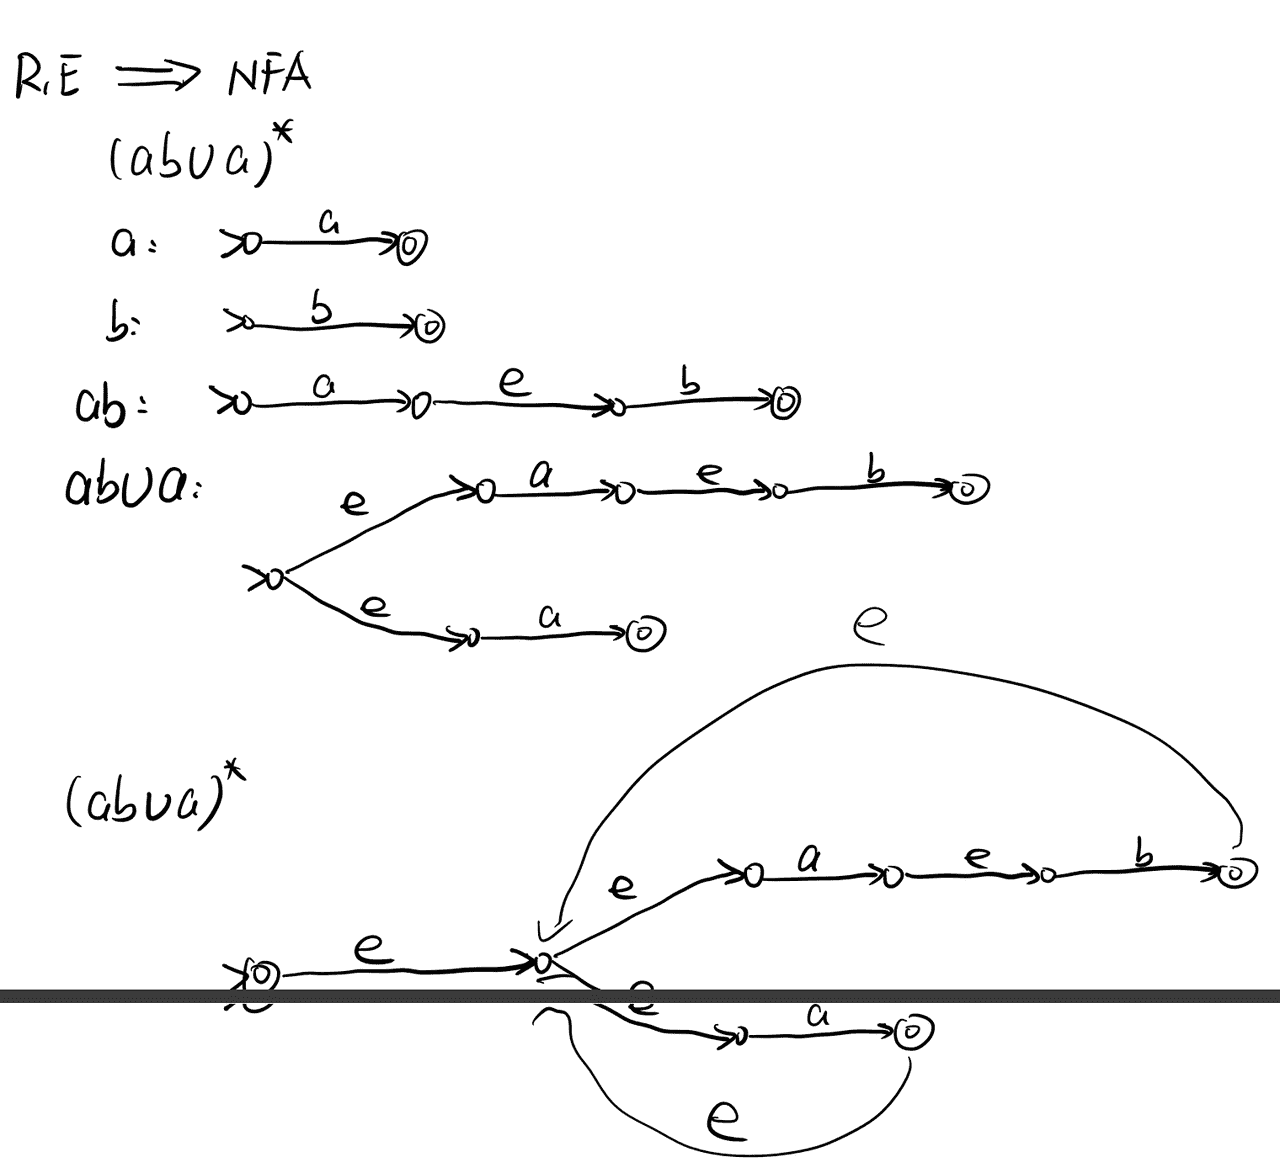 R.E ⇒ NFA
(ab∪a)*
a: a
b: b
ab: a e b
ab∪a: e a e b
e a
e
(ab∪a)*
e e a e b
e a
e